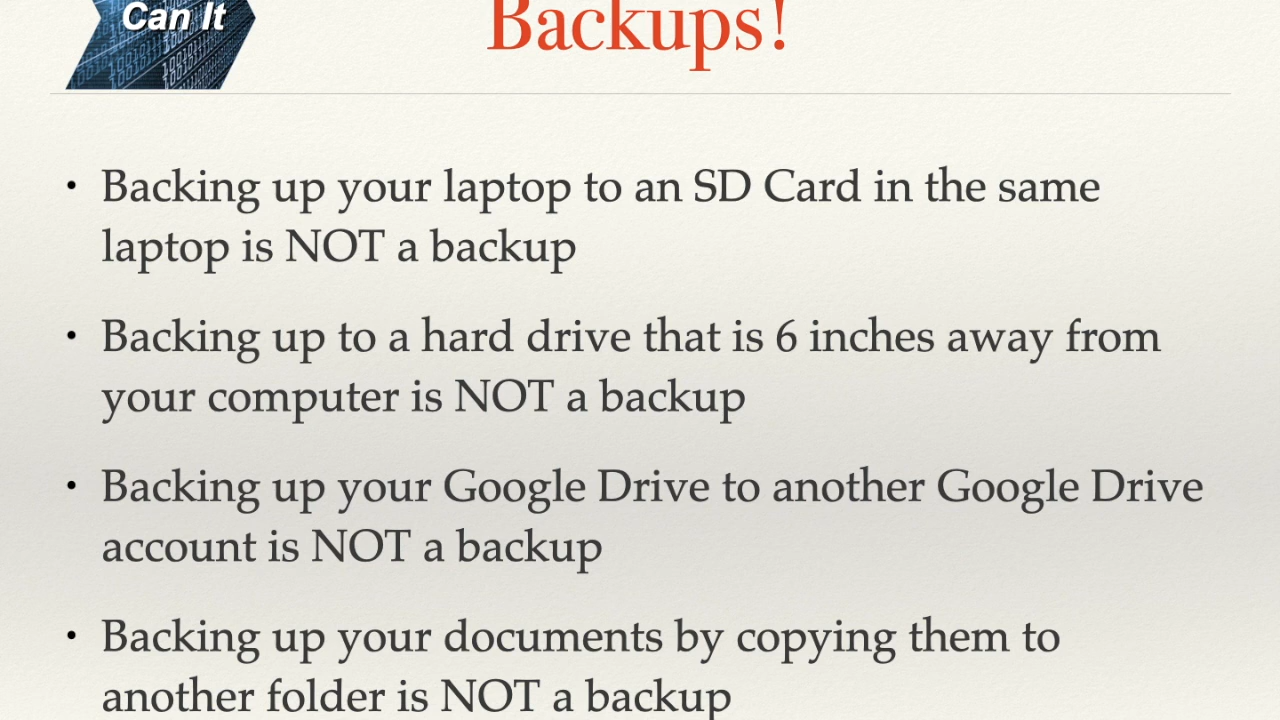 Can It
Backups!
• Backing up your laptop to an SD Card in the same
laptop is NOT a backup
• Backing up to a hard drive that is 6 inches away from
your computer is NOT a backup
• Backing up your Google Drive to another Google Drive
account is NOT a backup
• Backing up your documents by copying them to
another folder is NOT a backup